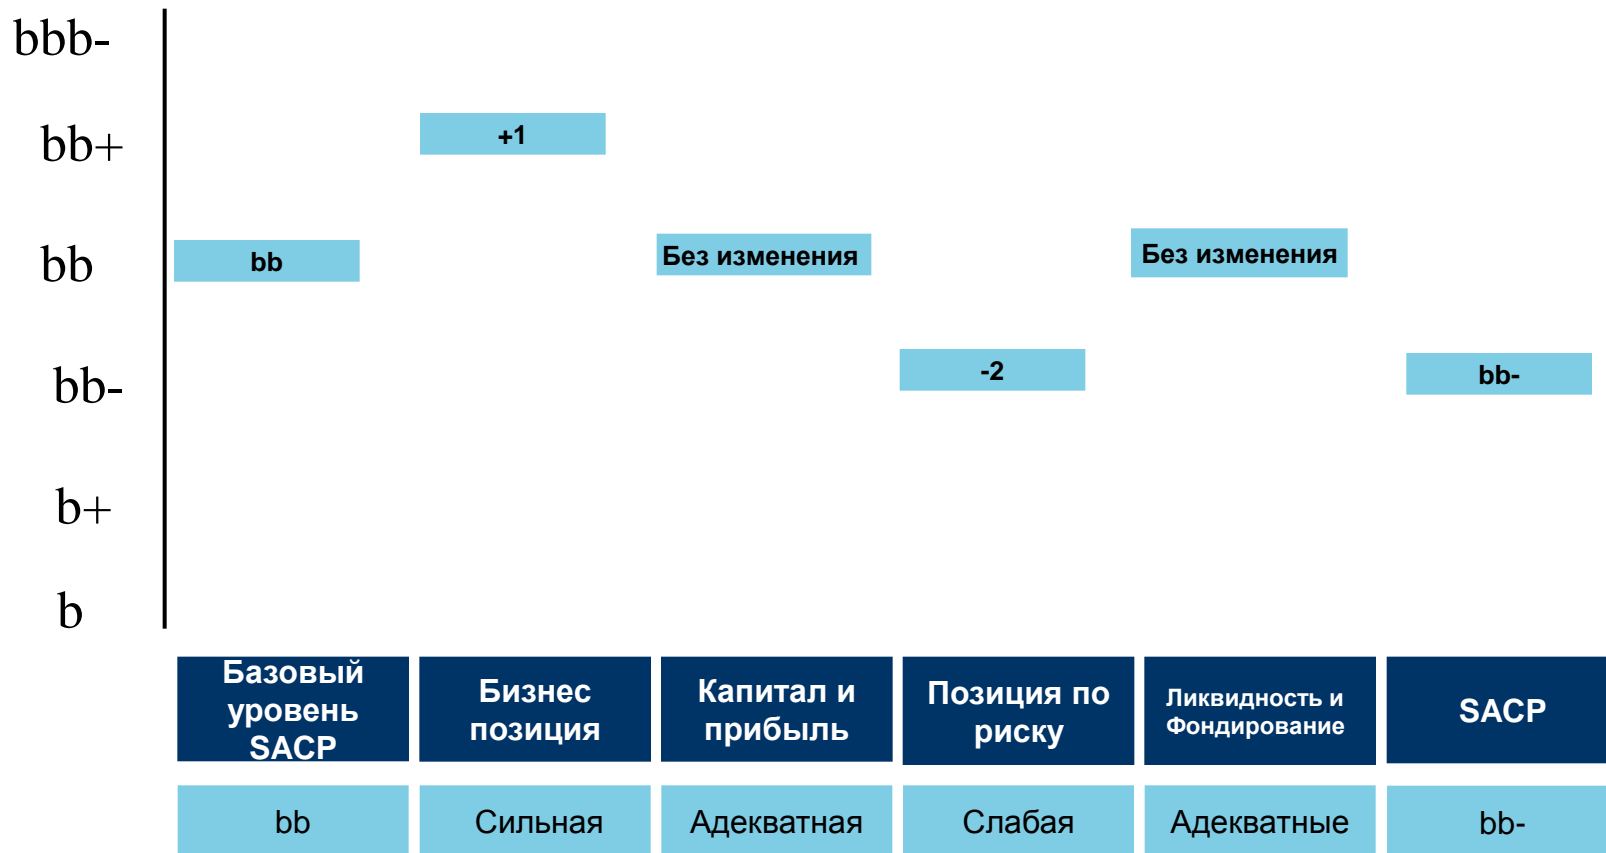 bbb-
bb+
+1
bb
bb
Без изменения
Без изменения
bb-
-2
bb-
b+
b
Базовый
уровень
SACP
Бизнес
позиция
Капитал и
прибыль
Позиция по
риску
Ликвидность и
Фондирование
SACP
bb
Сильная
Адекватная
Слабая
Адекватные
bb-